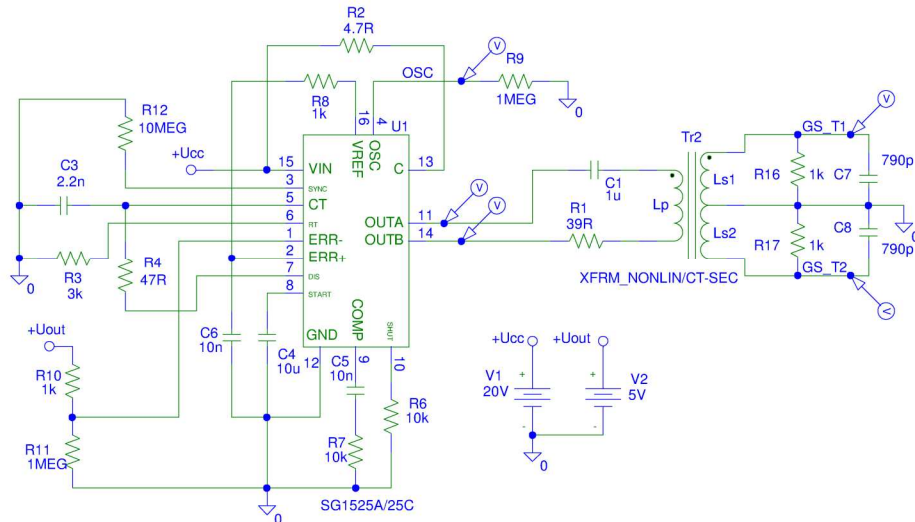 R2
4.7R
R8
1k
OSC
R9
1MEG
0
R12
10MEG
+Ucc
C3
2.2n
R3
3k
0
R4
47R
U1
16
4
15
3
5
6
1
2
7
8
12
9
10
13
11
14
VIN
SYNC
CT
RT
ERR-
ERR+
DIS
START
GND
VREF
OSC
C
OUTA
OUTB
COMP
SHUT
C1
1u
R1
39R
Tr2
Lp
Ls1
Ls2
XFRM_NONLIN/CT-SEC
GS_T1
R16
1k
C7
790p
R17
1k
C8
790p
0
GS_T2
V
V
V
V
V
+Uout
R10
1k
R11
1MEG
C6
10n
C4
10u
C5
10n
R7
10k
R6
10k
0
SG1525A/25C
+Ucc
+Uout
V1
20V
+
-
V2
5V
+
-
0